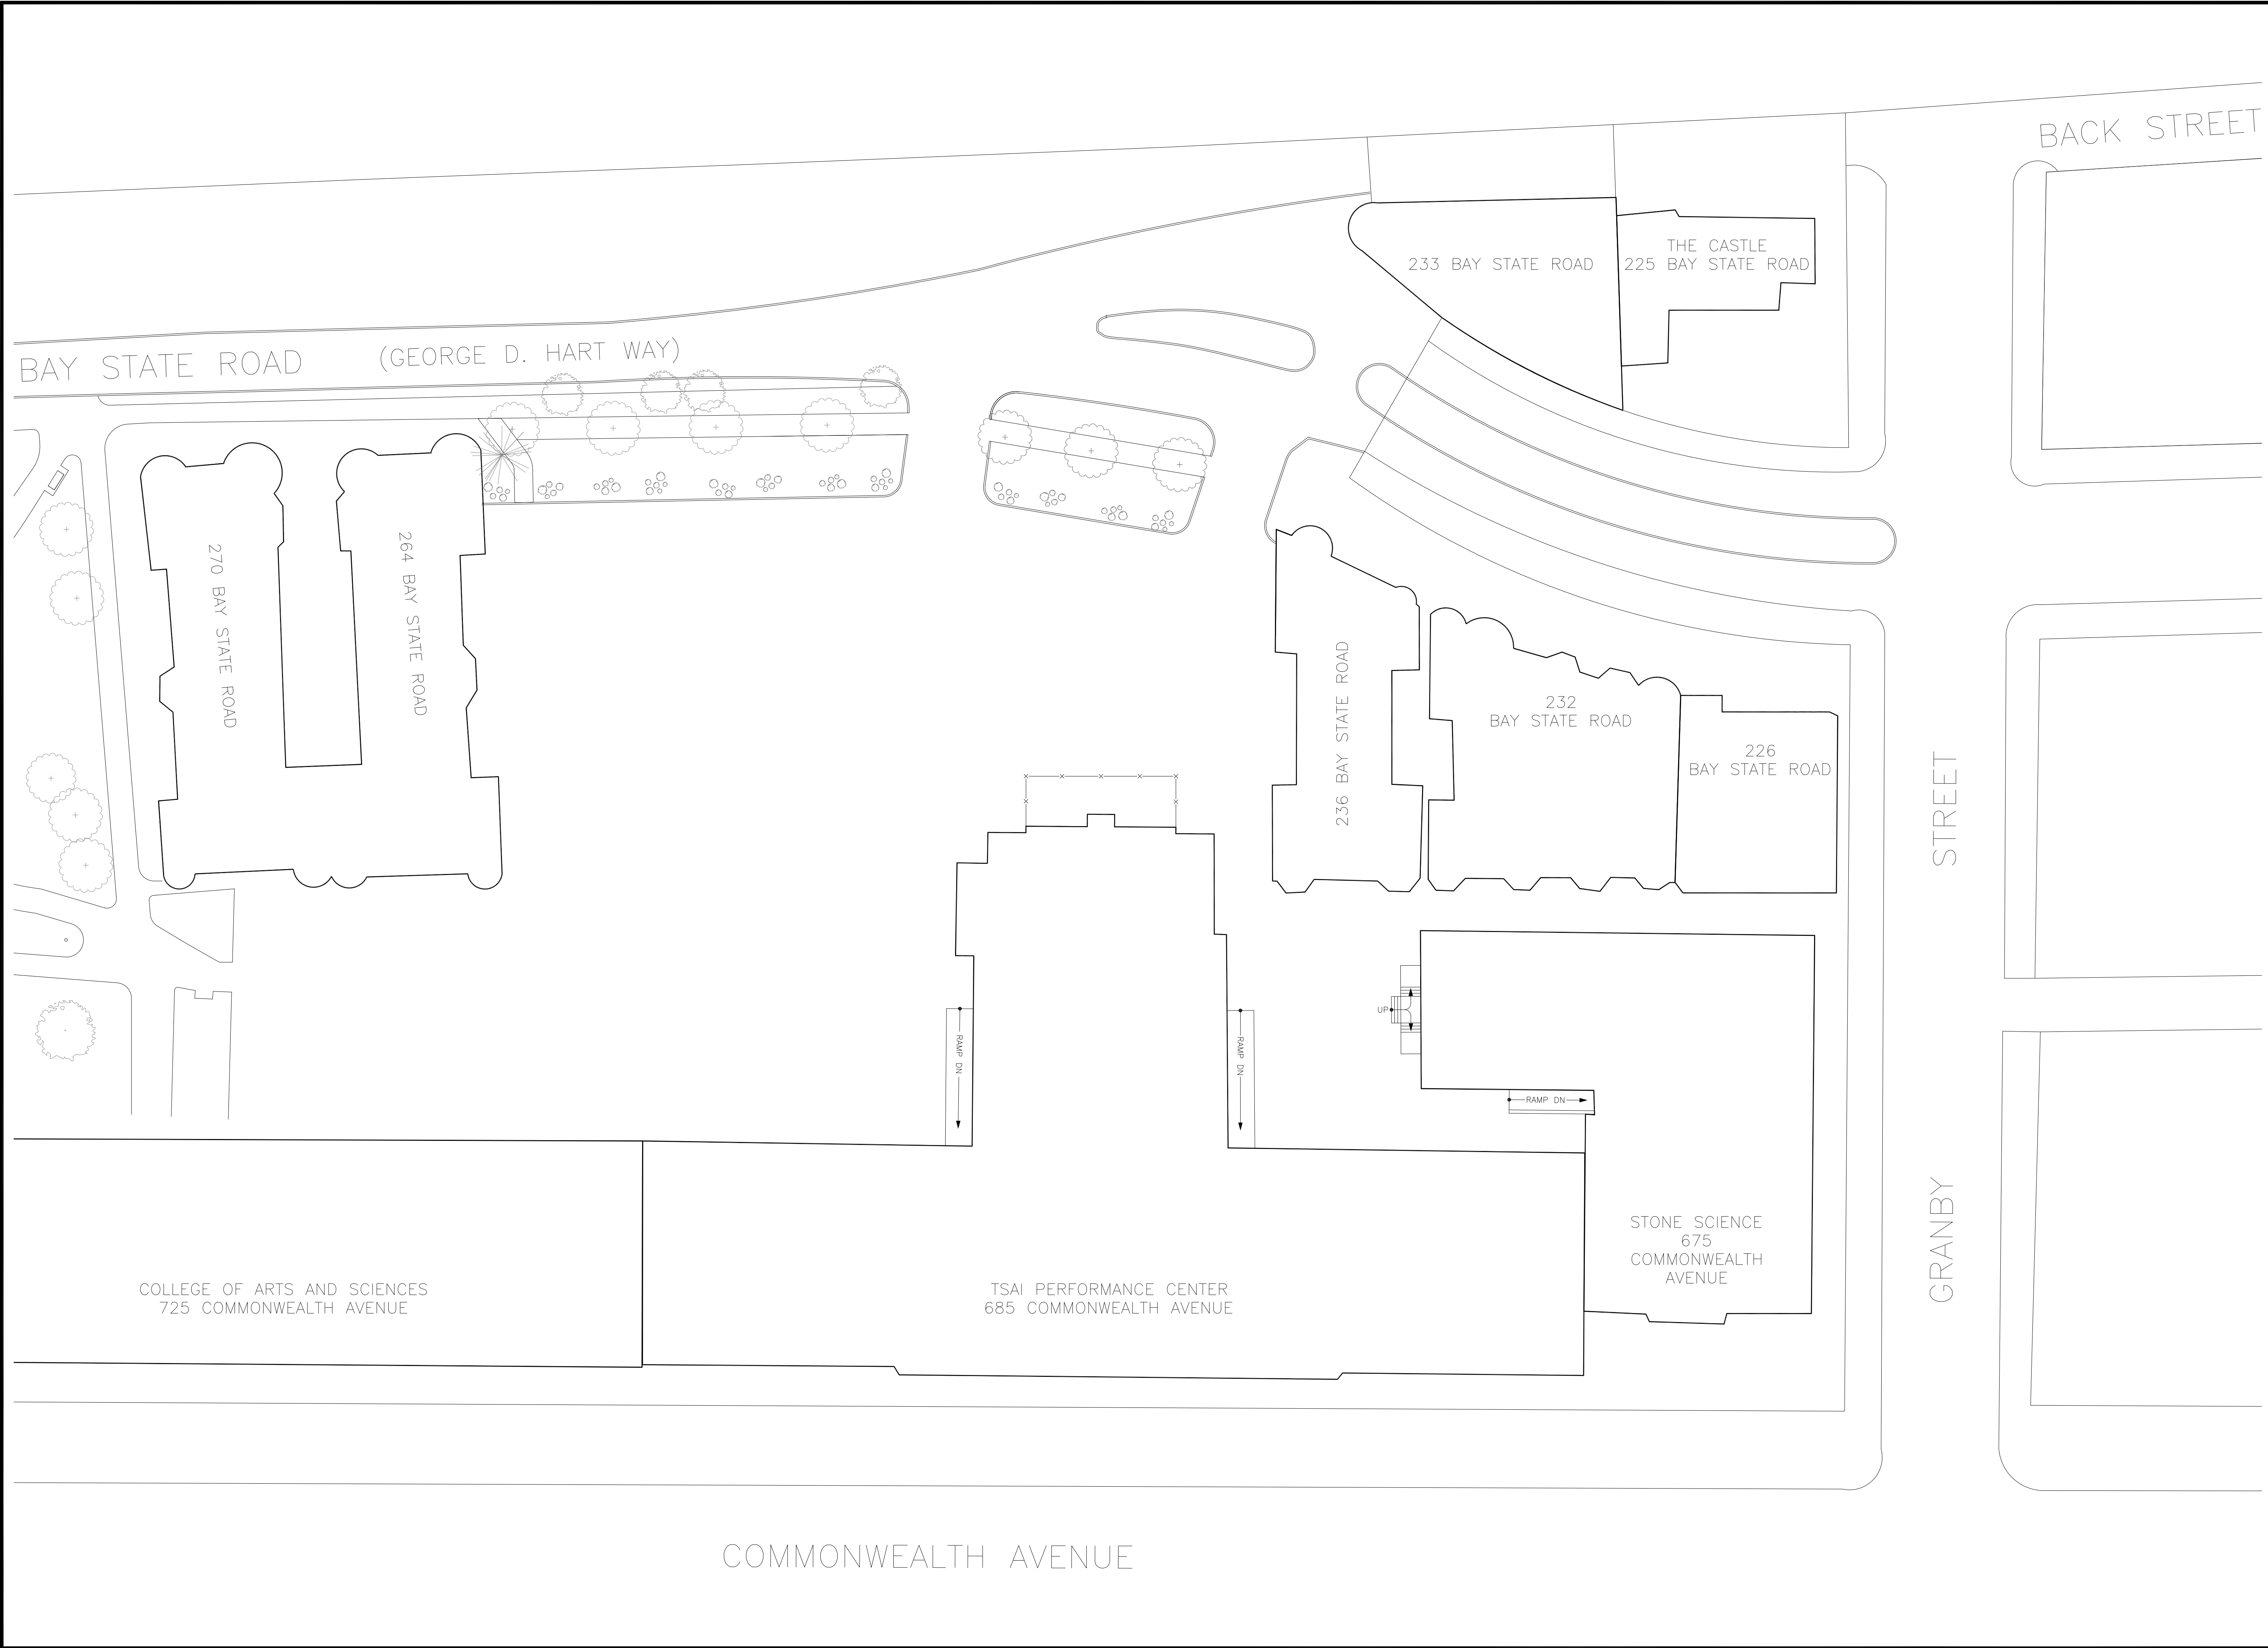 BACK STREET
THE CASTLE
225 BAY STATE ROAD
233 BAY STATE ROAD
BAY STATE ROAD (GEORGE D. HART WAY)
270 BAY STATE ROAD
264 BAY STATE ROAD
236 BAY STATE ROAD
232
BAY STATE ROAD
226
BAY STATE ROAD
GRANBY STREET
UP
RAMP DN
RAMP DN
RAMP DN
STONE SCIENCE
675
COMMONWEALTH
AVENUE
COLLEGE OF ARTS AND SCIENCES
725 COMMONWEALTH AVENUE
TSAI PERFORMANCE CENTER
685 COMMONWEALTH AVENUE
COMMONWEALTH AVENUE